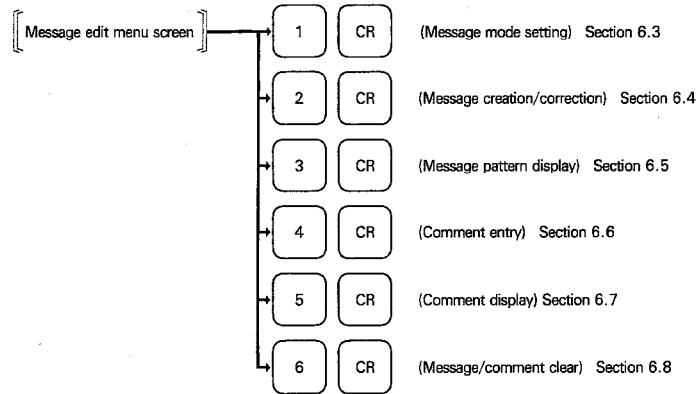 Message edit menu screen 1 CR (Message mode setting) Section 6.3
2 CR (Message creation/correction) Section 6.4
3 CR (Message pattern display) Section 6.5
4 CR (Comment entry) Section 6.6
5 CR (Comment display) Section 6.7
6 CR (Message/comment clear) Section 6.8